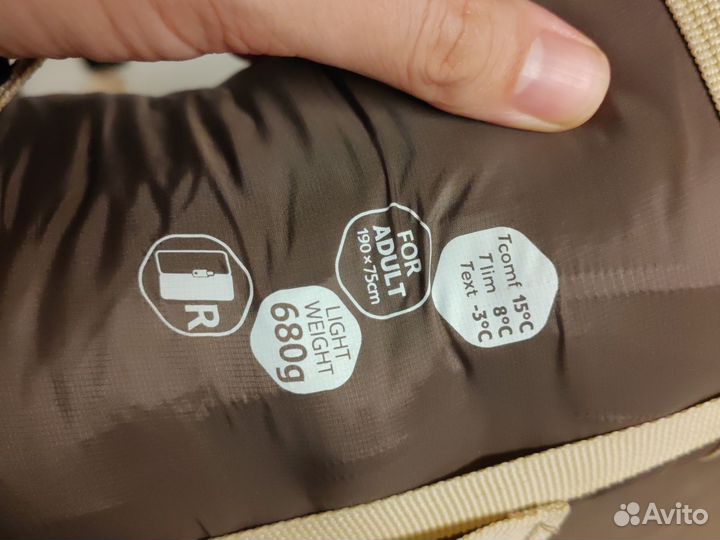 R
LIGHT
WEIGHT
680g
FOR
ADULT
190 x 75cm
Tcomf 15°C
Tlim 8°C
Text -3°C
Avito